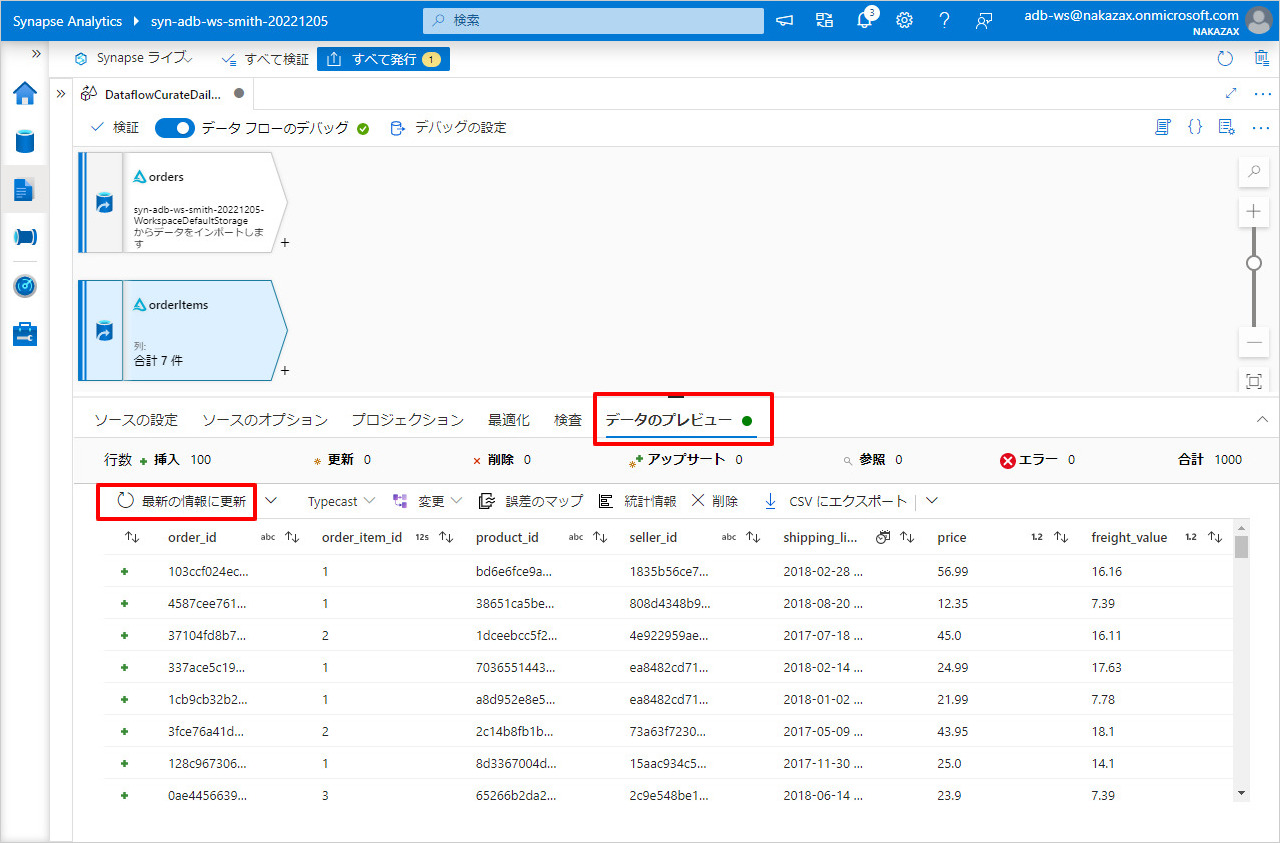 Synapse Analytics syn-adb-ws-smith-20221205 検索 3 adb-ws@nakazax.onmicrosoft.com
NAKAZAX
Synapse ライブ すべて検証 すべて発行 1
DataflowCurateDail...
検証 データ フローのデバッグ デバッグの設定
orders
syn-adb-ws-smith-20221205-
WorkspaceDefaultStorage
からデータをインポートしま
す
+
orderItems
列:
合計 7 件
+
ソースの設定 ソースのオプション プロジェクション 最適化 検査 データのプレビュー
行数 挿入 100 更新 0 削除 0 アップサート 0 参照 0 エラー 0 合計 1000
最新の情報に更新 Typecast 変更 誤差のマップ 統計情報 削除 CSV にエクスポート
order_id abc order_item_id 12s product_id abc seller_id abc shipping_li... price 1.2 freight_value 1.2
103ccf024ec... 1 bd6e6fce9a... 1835b56ce7... 2018-02-28 ... 56.99 16.16
4587cee761... 1 38651ca5be... 808d4348b9... 2018-08-20 ... 12.35 7.39
37104fd8b7... 2 1dceebcc5f2... 4e922959ae... 2017-07-18 ... 45.0 16.11
337ace5c19... 1 7036551443... ea8482cd71... 2018-02-14 ... 24.99 17.63
1cb9cb32b2... 1 a8d952e8e5... ea8482cd71... 2018-01-02 ... 21.99 7.78
3fce76a41d... 2 2c14b8fb1b... 73a63f7230... 2017-05-09 ... 43.95 18.1
128c967306... 1 8d3367004d... 15aac934c5... 2017-11-30 ... 25.0 14.1
0ae4456639... 3 65266b2da2... 2c9e548be1... 2018-06-14 ... 23.9 7.39